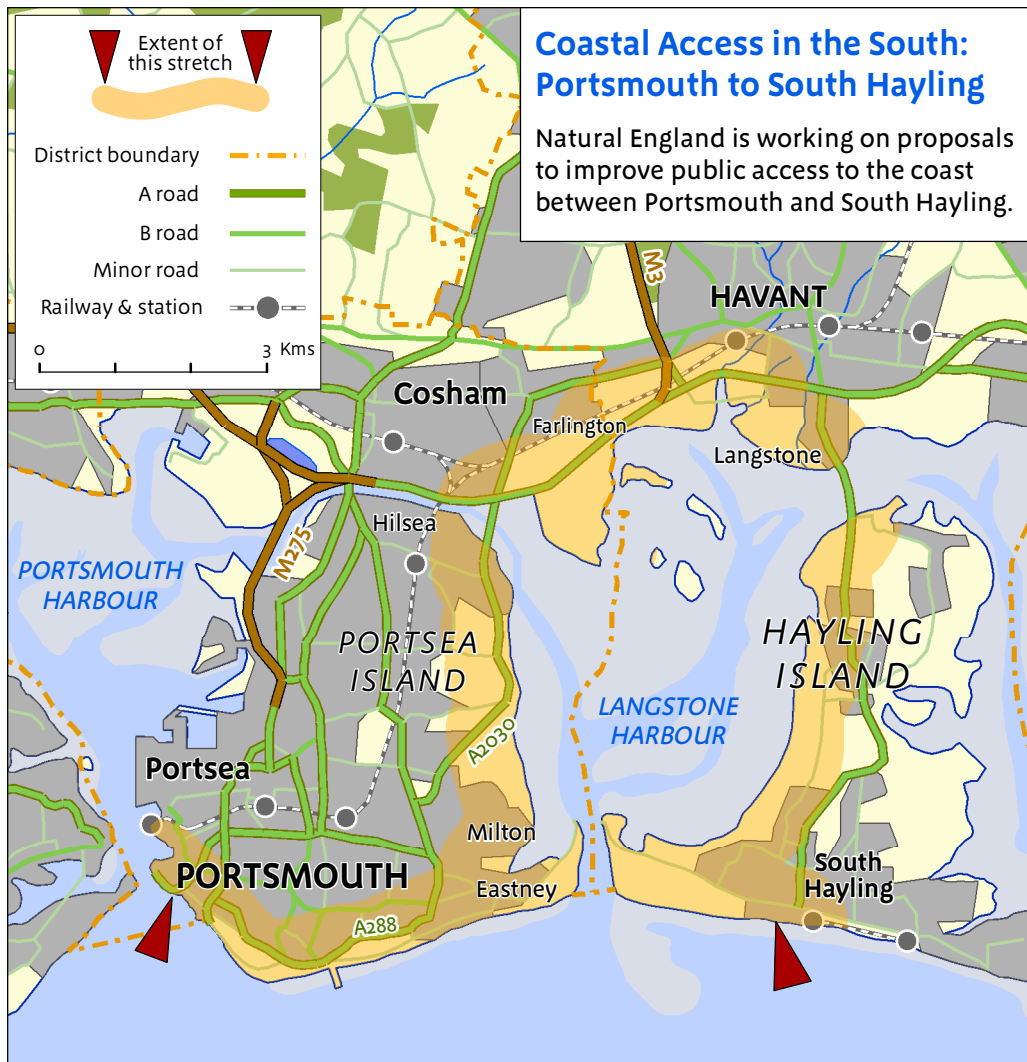 Extent of
this stretch
District boundary
A road
B road
Minor road
Railway & station
0 3 Kms
Coastal Access in the South:
Portsmouth to South Hayling
Natural England is working on proposals
to improve public access to the coast
between Portsmouth and South Hayling.
M3
HAVANT
Cosham
Farlington
Langstone
Hilsea
M275
PORTSMOUTH
HARBOUR
PORTSEA
ISLAND
HAYLING
ISLAND
LANGSTONE
HARBOUR
A2030
Portsea
Milton
PORTSMOUTH
Eastney
South
Hayling
A288